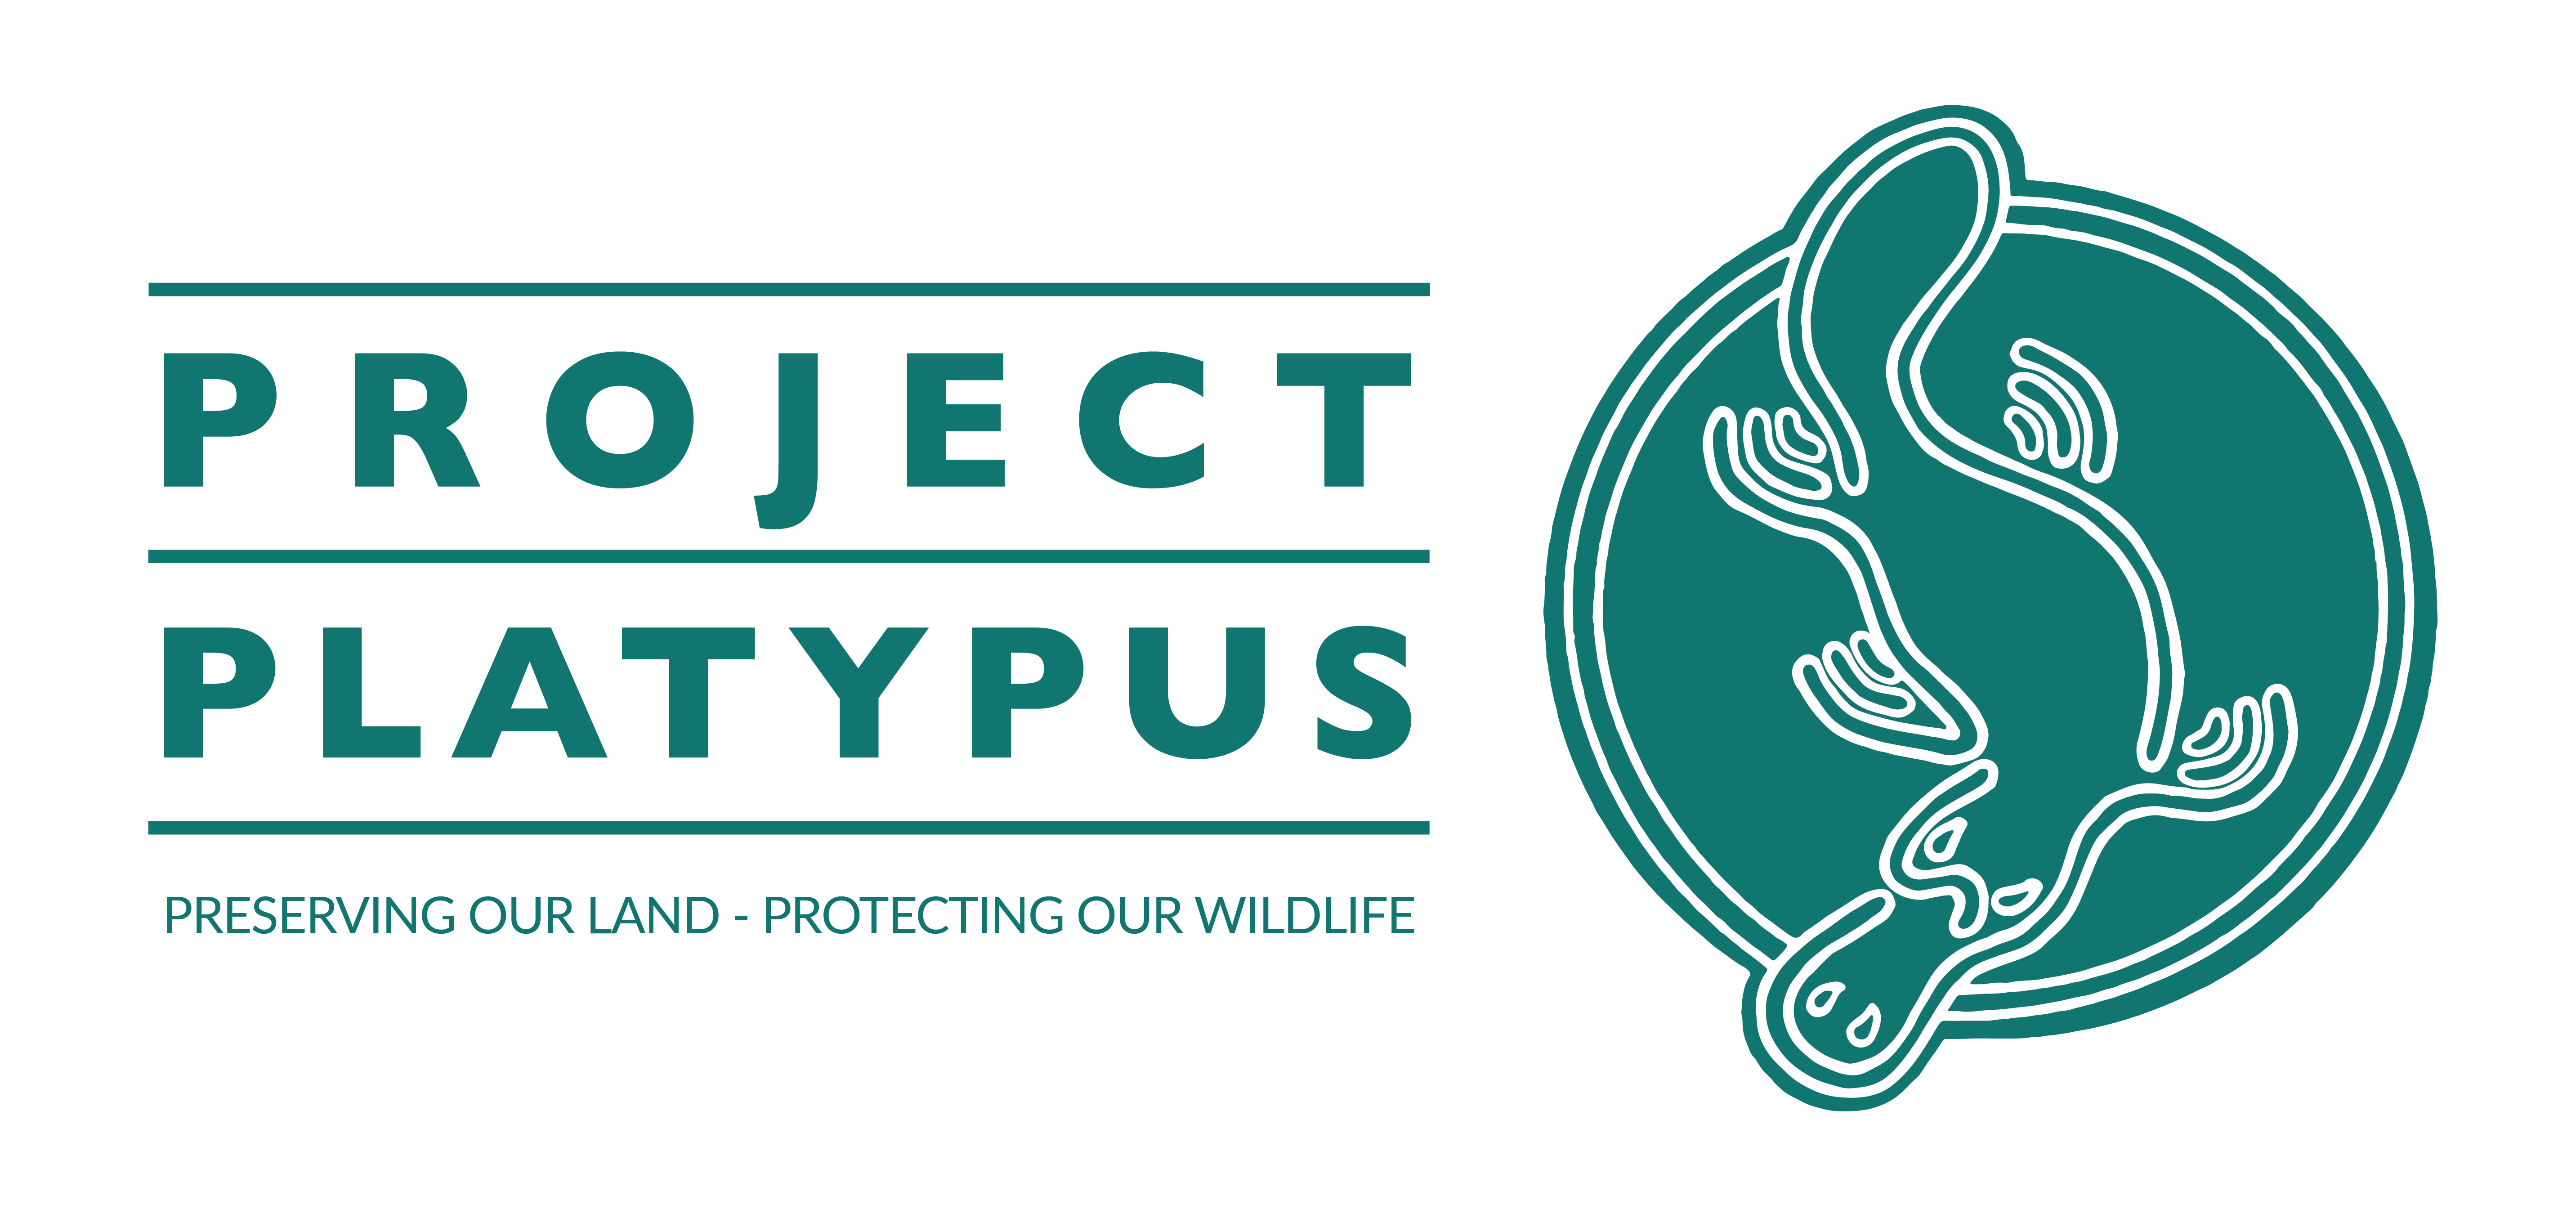 PROJECT
PLATYPUS
PRESERVING OUR LAND - PROTECTING OUR WILDLIFE